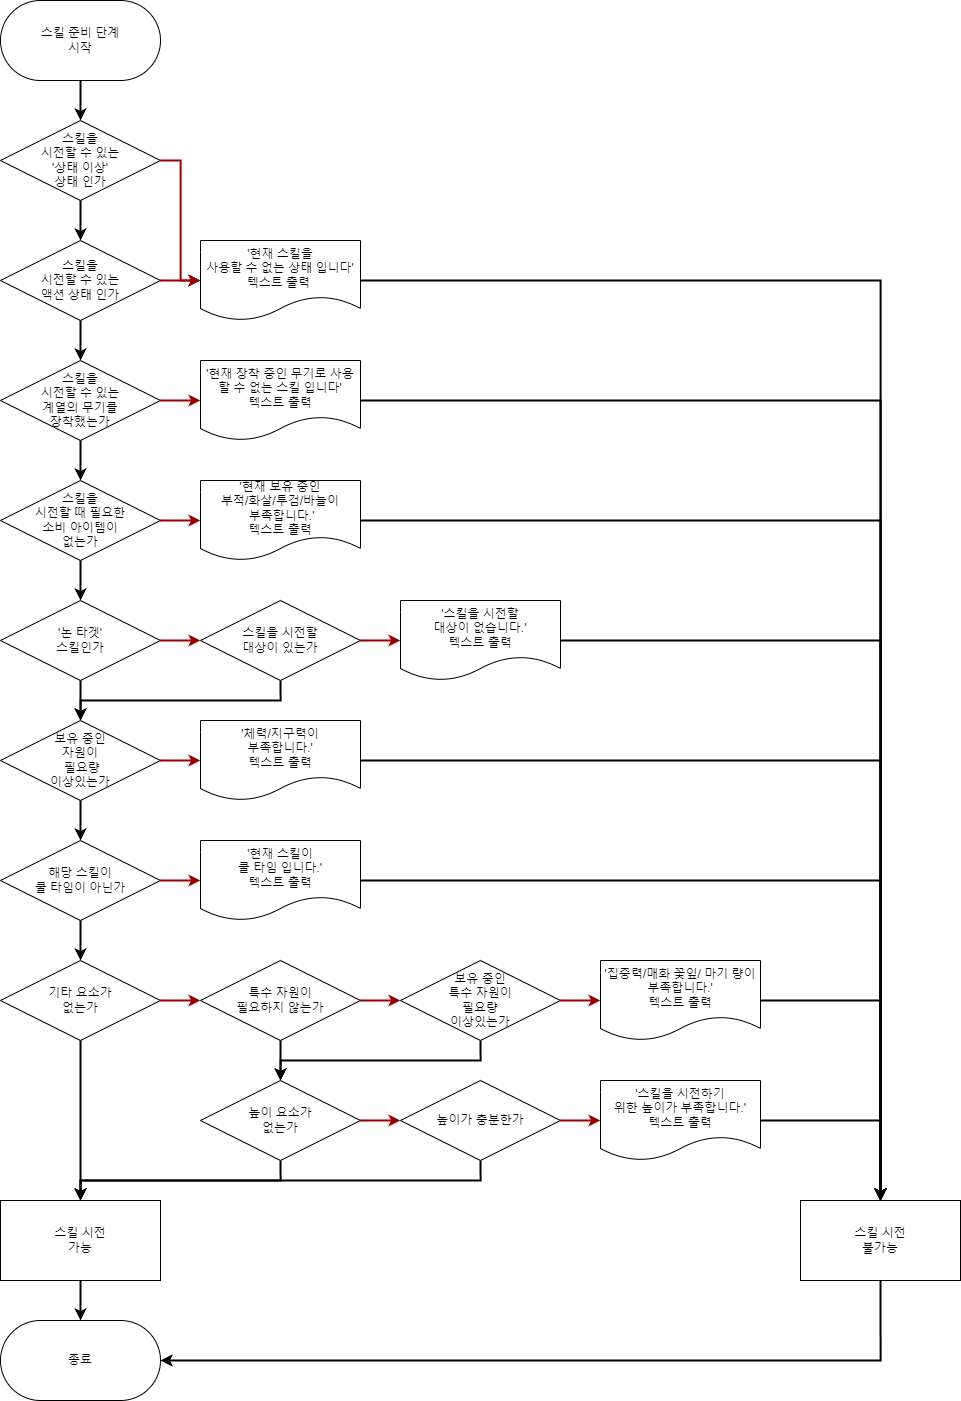 스킬 준비 단계
시작
스킬을
시전할 수 있는
'상태 이상'
상태 인가
스킬을
시전할 수 있는
액션 상태 인가
'현재 스킬을
사용할 수 없는 상태 입니다'
텍스트 출력
스킬을
시전할 수 있는
계열의 무기를
장착했는가
'현재 장착 중인 무기로 사용
할 수 없는 스킬 입니다'
텍스트 출력
스킬을
시전할 때 필요한
소비 아이템이
없는가
'현재 보유 중인
부적/화살/투검/바늘이
부족합니다.'
텍스트 출력
'논 타겟'
스킬인가
스킬을 시전할
대상이 있는가
'스킬을 시전할
대상이 없습니다.'
텍스트 출력
보유 중인
자원이
필요량
이상있는가
'체력/지구력이
부족합니다.'
텍스트 출력
해당 스킬이
쿨 타임이 아닌가
'현재 스킬이
쿨 타임 입니다.'
텍스트 출력
기타 요소가
없는가
특수 자원이
필요하지 않는가
보유 중인
특수 자원이
필요량
이상있는가
'집중력/매화 꽃잎/ 마기 량이
부족합니다.'
텍스트 출력
높이 요소가
없는가
높이가 충분한가
'스킬을 시전하기
위한 높이가 부족합니다.'
텍스트 출력
스킬 시전
가능
스킬 시전
불가능
종료